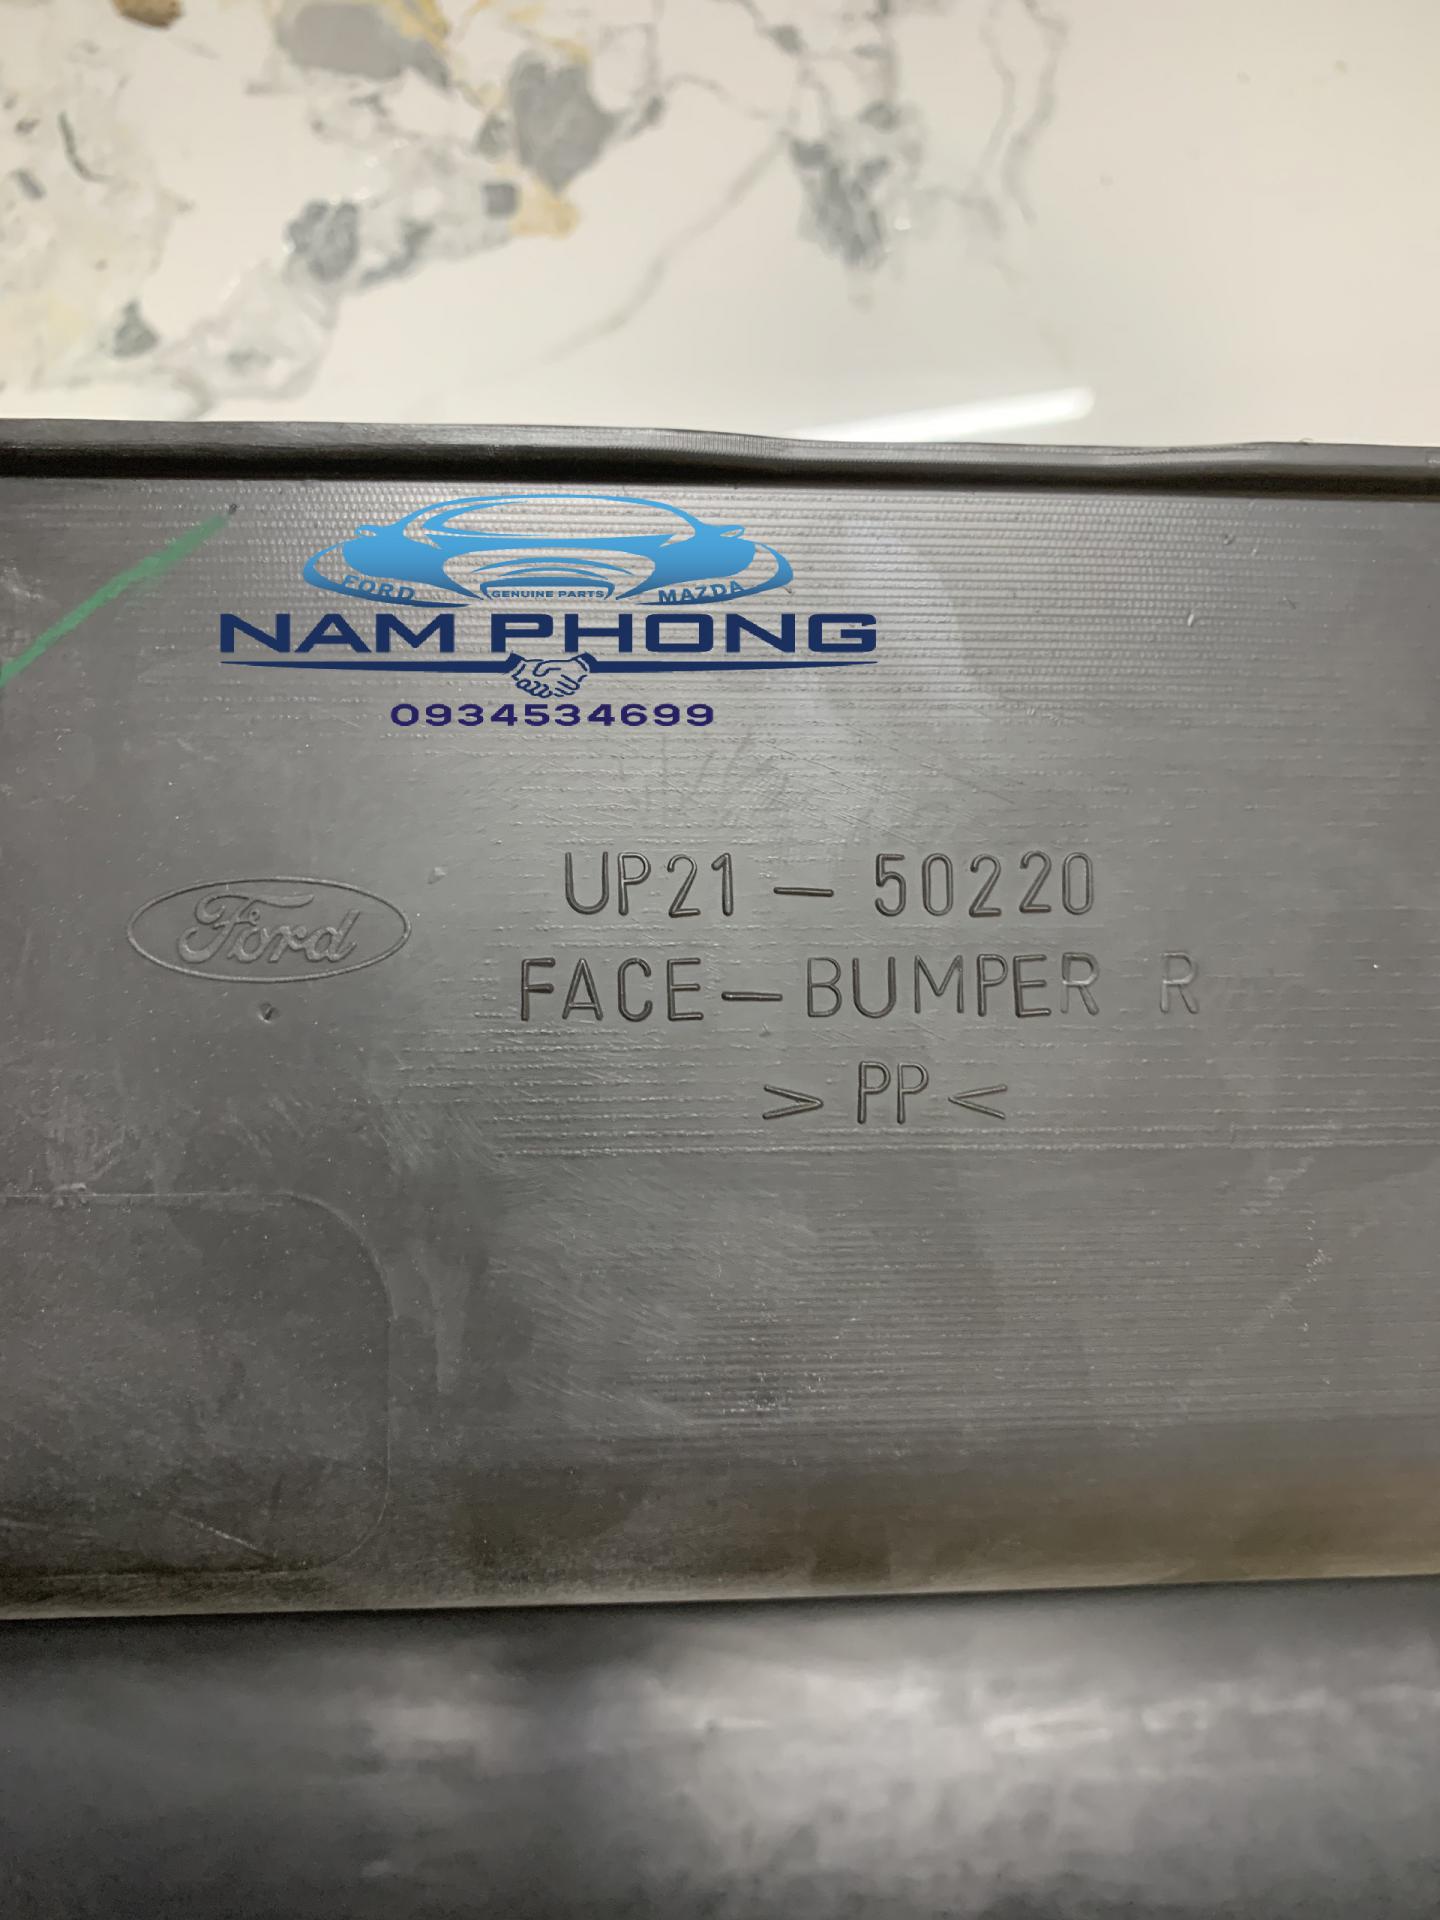 FORD GENUINE PARTS MAZDA
NAM PHONG
0934534699
UP21-50220
Ford
FACE-BUMPER R
>PP<